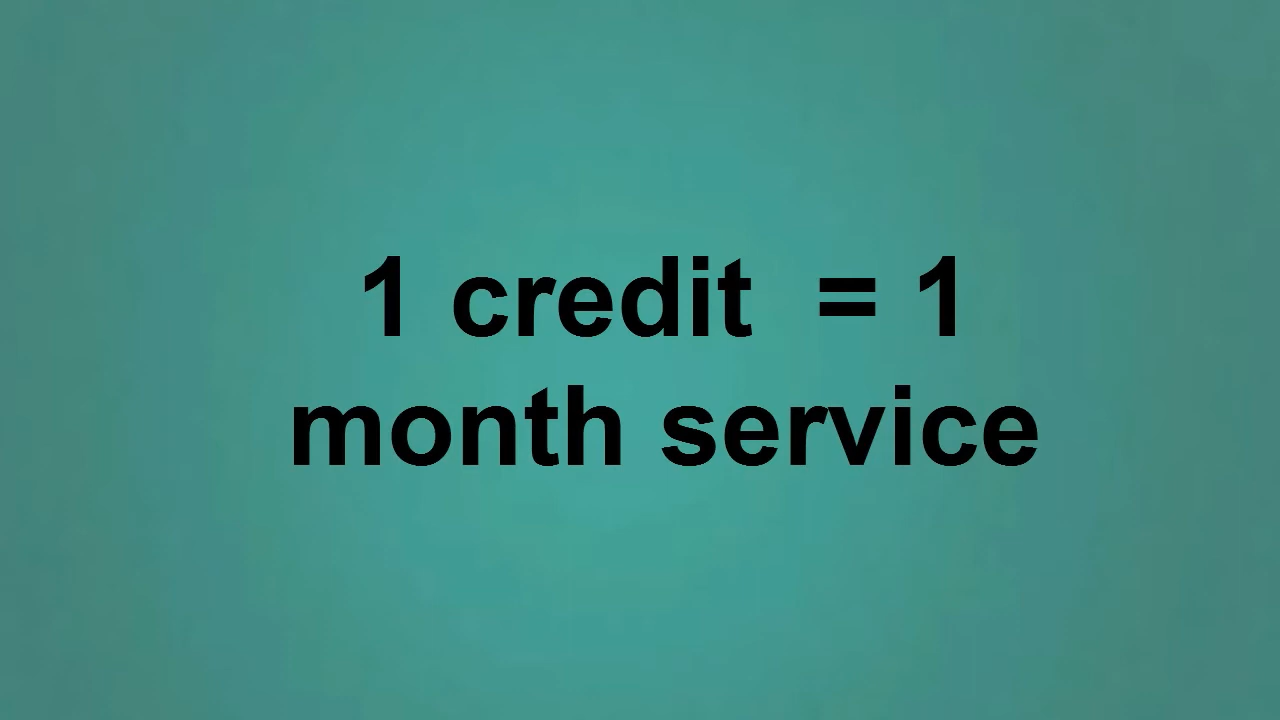 1 credit  = 1
month service